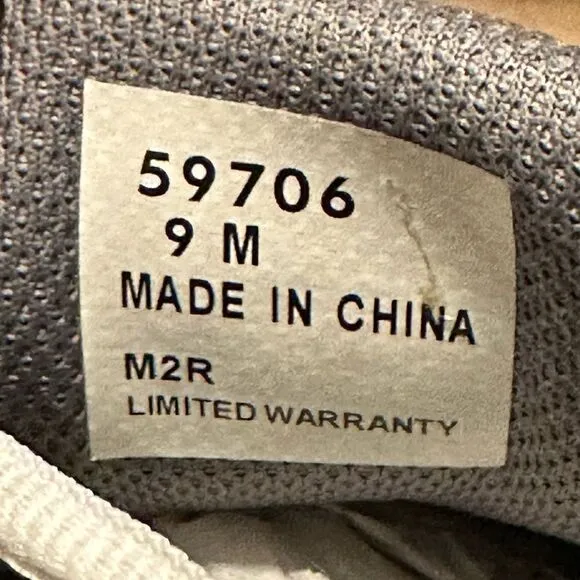 59706
9 M
MADE IN CHINA
M2R
LIMITED WARRANTY